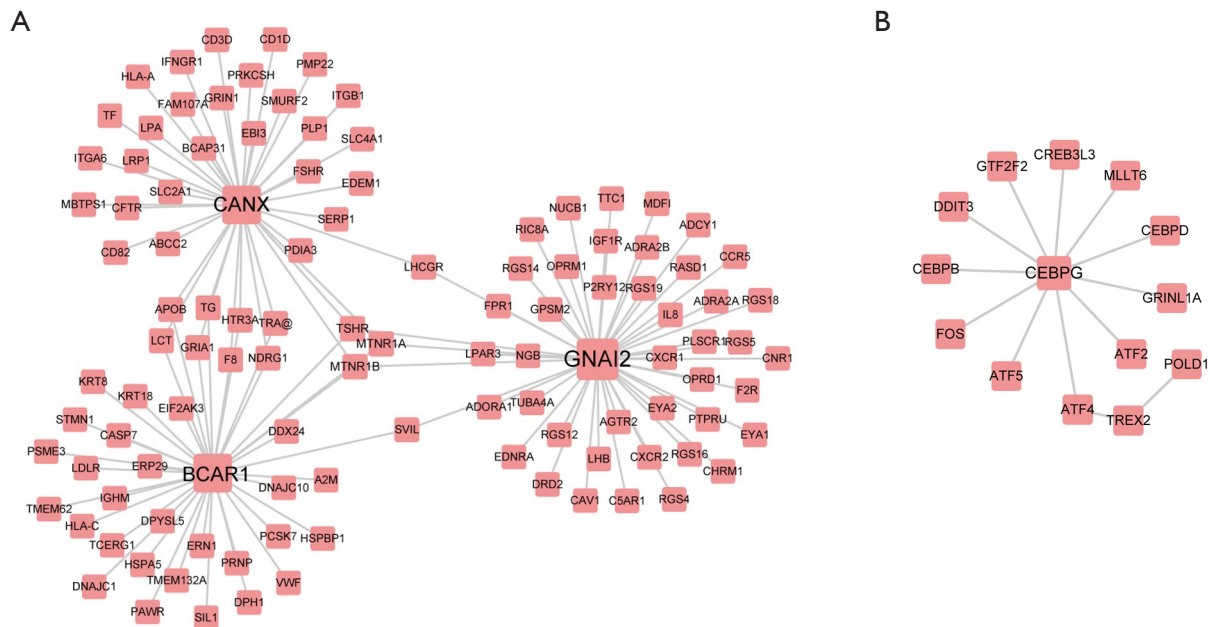 A
CD3D
CD1D
IFNGR1
PMP22
HLA-A
PRKCSH
GRIN1
SMURF2
ITGB1
FAM107A
TF
LPA
EBI3
PLP1
SLC4A1
BCAP31
ITGA6
LRP1
FSHR
EDEM1
SLC2A1
MBTPS1
CFTR
CANX
SERP1
CD82
ABCC2
PDIA3
LHCGR
FPR1
APOB
TG
HTR3A
TRA@
TSHR
LCT
GRIA1
F8
NDRG1
MTNR1A
MTNR1B
LPAR3
NGB
KRT8
KRT18
EIF2AK3
STMN1
CASP7
DDX24
SVIL
PSME3
LDLR
ERP29
BCAR1
A2M
DNAJC10
IGHM
TMEM62
HLA-C
DPYSL5
TCERG1
ERN1
PCSK7
HSPBP1
HSPA5
PRNP
DNAJC1
TMEM132A
VWF
PAWR
SIL1
DPH1
TTC1
MDFI
NUCB1
RIC8A
IGF1R
ADRA2B
ADCY1
RGS14
OPRM1
RASD1
CCR5
P2RY12
RGS19
GPSM2
IL8
ADRA2A
RGS18
PLSCR1
RGS5
GNAI2
CXCR1
CNR1
OPRD1
F2R
ADORA1
TUBA4A
EYA2
PTPRU
AGTR2
EYA1
RGS12
EDNRA
LHB
CXCR2
RGS16
CHRM1
DRD2
CAV1
C5AR1
RGS4
B
CREB3L3
GTF2F2
MLLT6
DDIT3
CEBPD
CEBPB
CEBPG
GRINL1A
FOS
ATF2
ATF5
POLD1
ATF4
TREX2